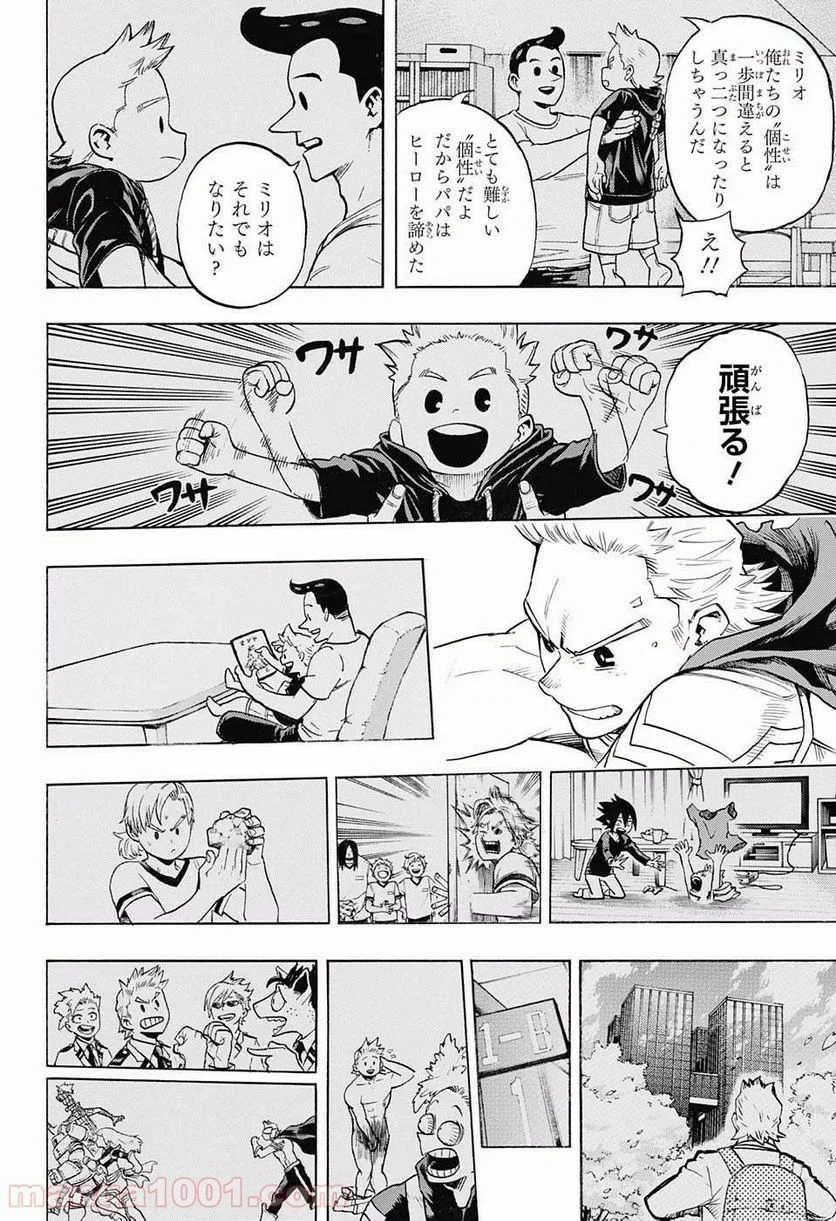 ミリオ
俺たちの〝個性〟は
一歩間違えると
真っ二つになったり
しちゃうんだ
え!!
とても難しい
〝個性〟だよ
だからパパは
ヒーローを諦めた
ミリオは
それでも
なりたい?
頑張る!
ワサ
ワサ
ワサ
ワサ
1-B
1
manga1001.com